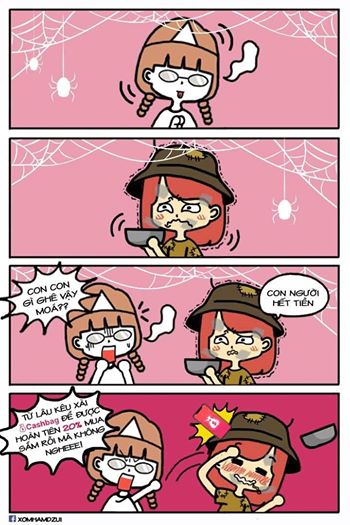 CON CON
GÌ GHÊ VẬY
MOÁ??
CON NGƯỜI
HẾT TIỀN
TỪ LÂU KÊU XÀI
Cashbag ĐỂ ĐƯỢC
HOÀN TIỀN 20% MUA
SẮM RỒI MÀ KHÔNG
NGHEEE!
XOMHAMDZUI